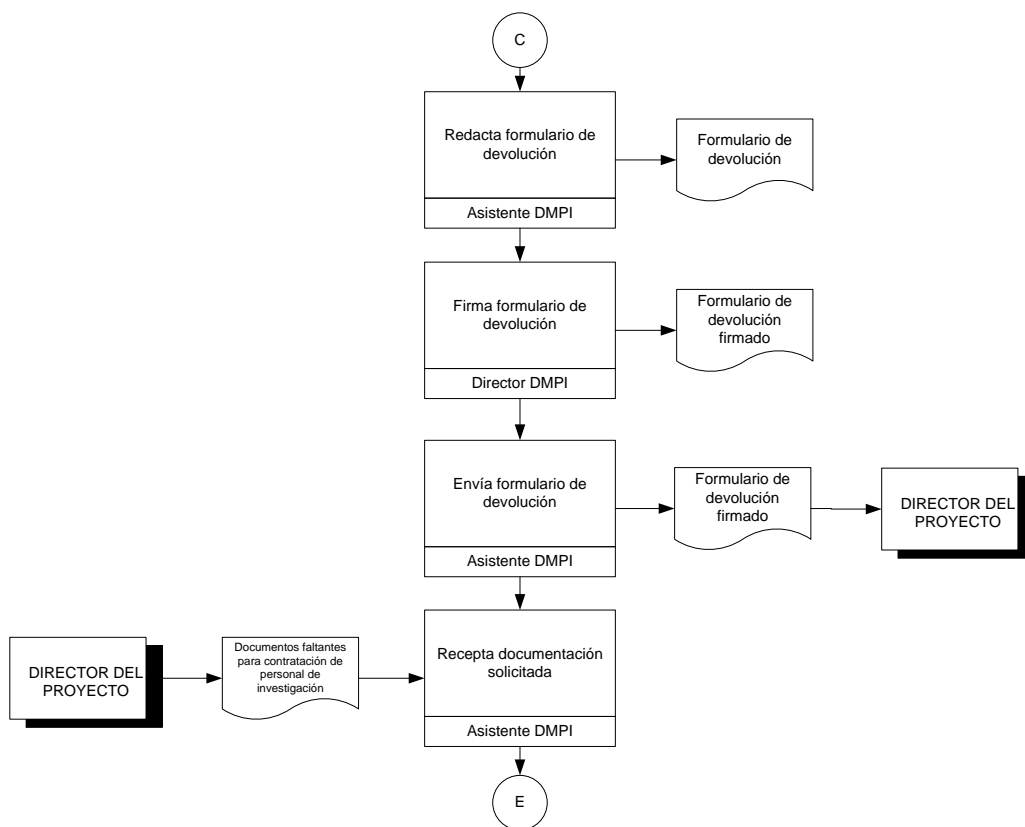 C
Redacta formulario de
devolución
Asistente DMPI
Formulario de
devolución
Firma formulario de
devolución
Director DMPI
Formulario de
devolución
firmado
Envía formulario de
devolución
Asistente DMPI
Formulario de
devolución
firmado
DIRECTOR DEL
PROYECTO
DIRECTOR DEL
PROYECTO
Documentos faltantes
para contratación de
personal de
investigación
Recepta documentación
solicitada
Asistente DMPI
E